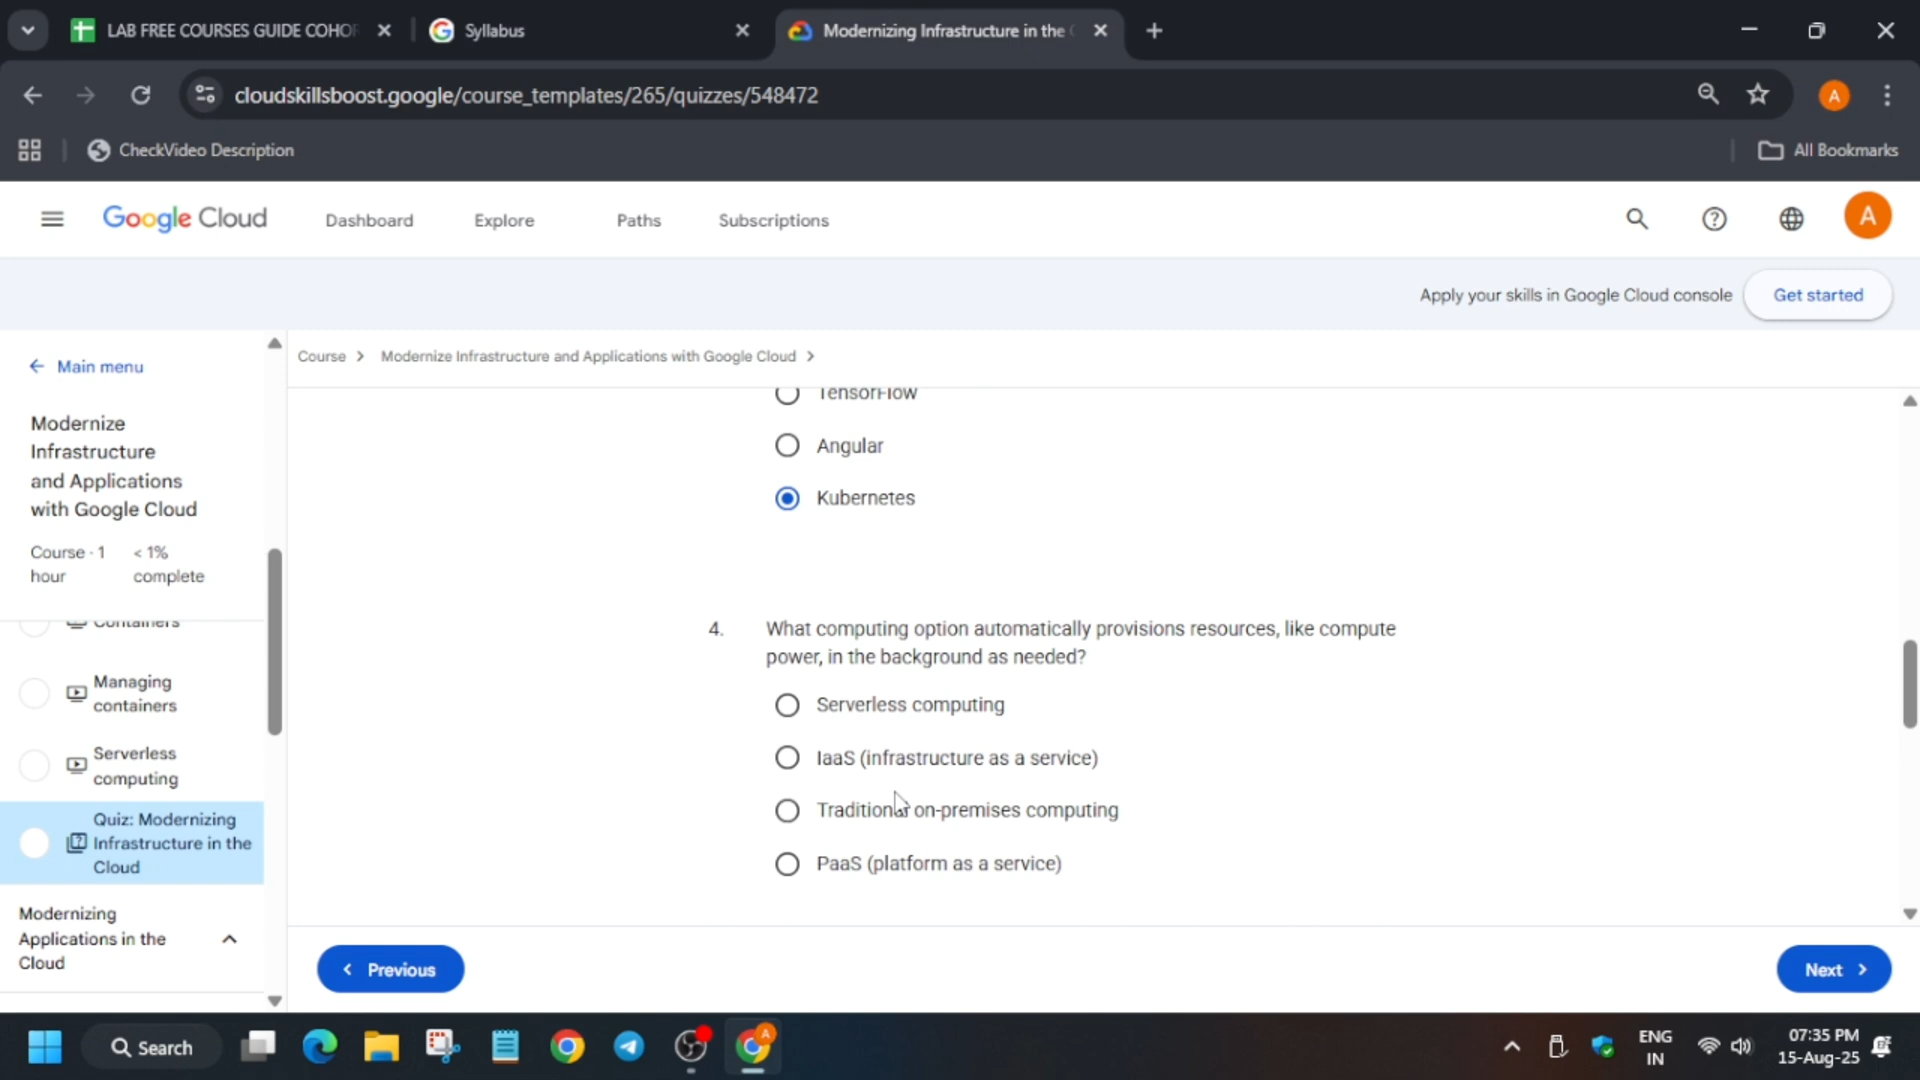 LAB FREE COURSES GUIDE COHOR
Syllabus
Modernizing Infrastructure in the C
cloudskillsboost.google/course_templates/265/quizzes/548472
A
CheckVideo Description
All Bookmarks
Google Cloud
Dashboard
Explore
Paths
Subscriptions
A
Apply your skills in Google Cloud console
Get started
Main menu
Modernize
Infrastructure
and Applications
with Google Cloud
Course · 1
hour
< 1%
complete
Containers
Managing
containers
Serverless
computing
Quiz: Modernizing
Infrastructure in the
Cloud
Modernizing
Applications in the
Cloud
Course > Modernize Infrastructure and Applications with Google Cloud >
TensorFlow
Angular
Kubernetes
4. What computing option automatically provisions resources, like compute
power, in the background as needed?
Serverless computing
IaaS (infrastructure as a service)
Traditional on-premises computing
PaaS (platform as a service)
Previous
Next
Search
A
ENG
IN
07:35 PM
15-Aug-25